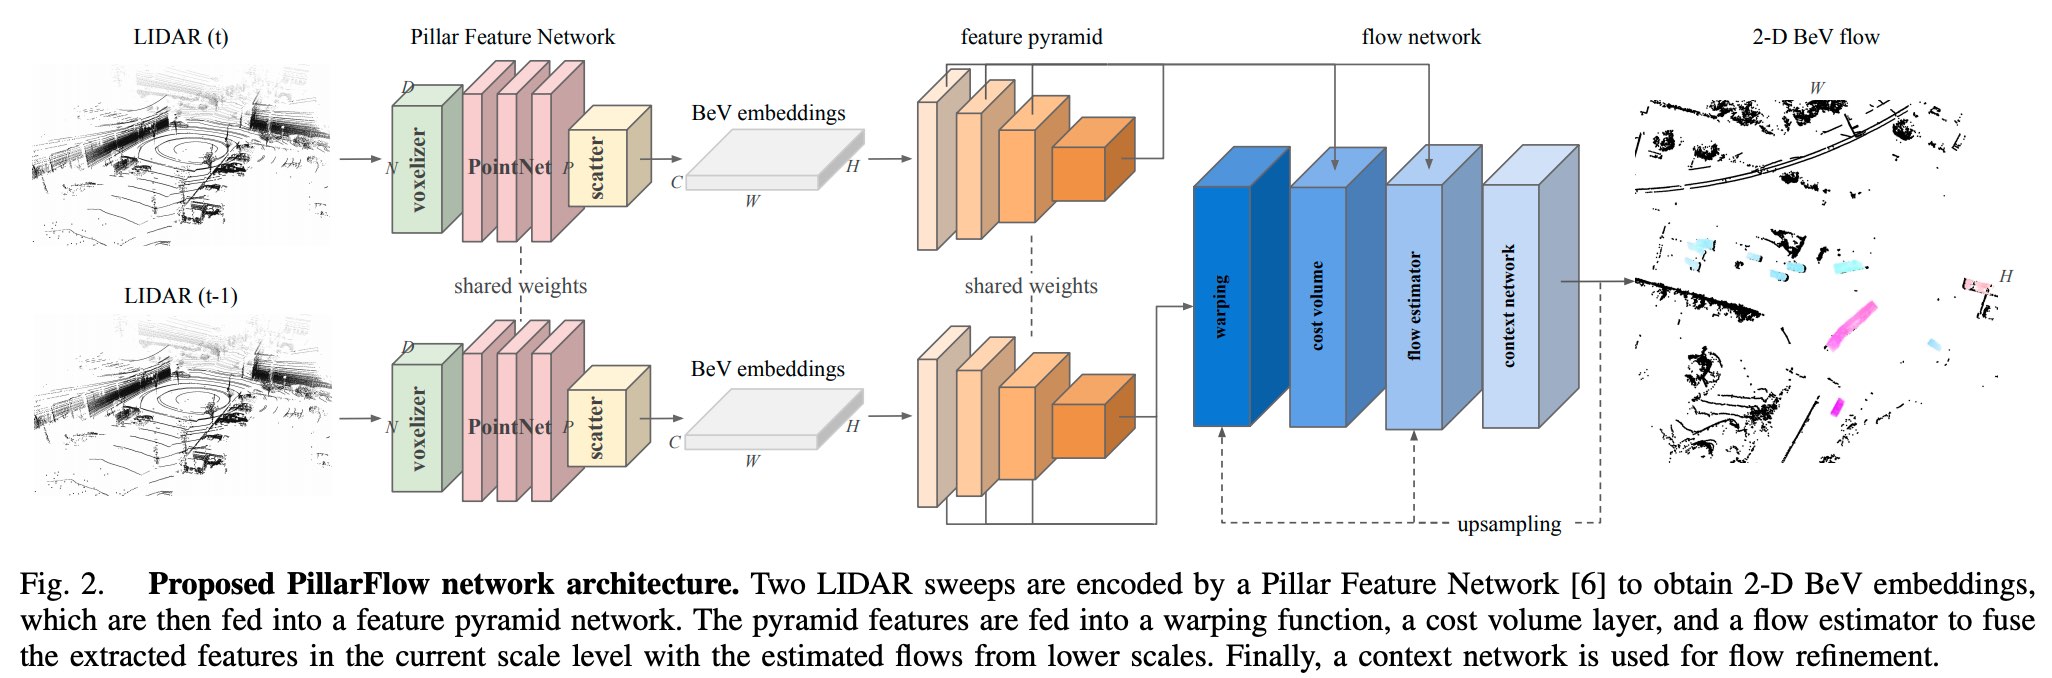 LIDAR (t)
Pillar Feature Network
feature pyramid
flow network
2-D BeV flow
D
N
voxelizer
PointNet
P
scatter
BeV embeddings
C
W
H
shared weights
shared weights
LIDAR (t-1)
D
N
voxelizer
PointNet
P
scatter
BeV embeddings
C
W
H
warping
cost volume
flow estimator
context network
upsampling
W
H
Fig. 2. Proposed PillarFlow network architecture. Two LIDAR sweeps are encoded by a Pillar Feature Network [6] to obtain 2-D BeV embeddings,
which are then fed into a feature pyramid network. The pyramid features are fed into a warping function, a cost volume layer, and a flow estimator to fuse
the extracted features in the current scale level with the estimated flows from lower scales. Finally, a context network is used for flow refinement.